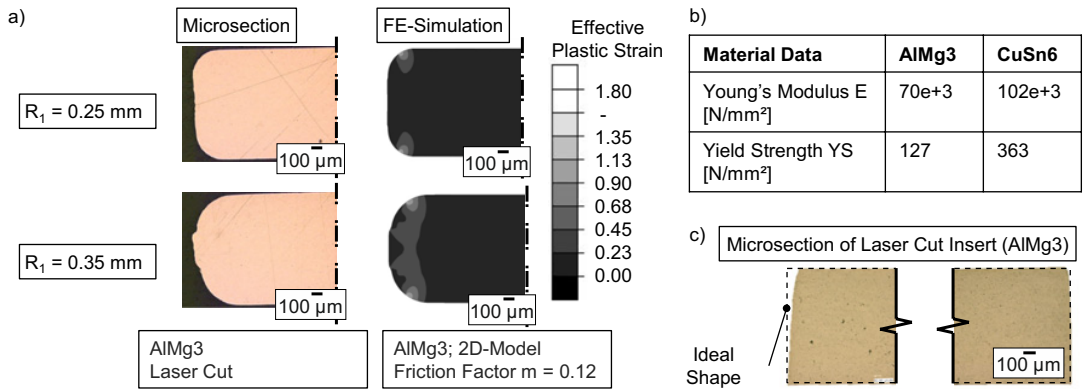 a)
Microsection
FE-Simulation
Effective
Plastic Strain
R₁ = 0.25 mm
100 µm
100 µm
1.80
-
1.35
1.13
0.90
0.68
0.45
0.23
0.00
R₁ = 0.35 mm
100 µm
100 µm
AlMg3
Laser Cut
AlMg3; 2D-Model
Friction Factor m = 0.12
b)
Material Data AlMg3 CuSn6
Young's Modulus E 70e+3 102e+3
[N/mm²]
Yield Strength YS 127 363
[N/mm²]
c)
Microsection of Laser Cut Insert (AlMg3)
Ideal
Shape
100 µm